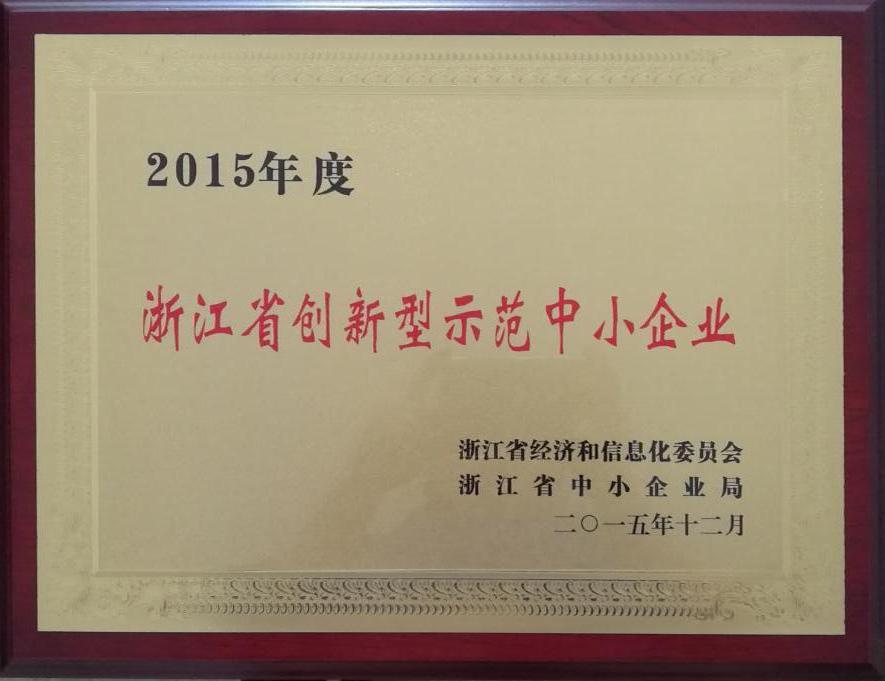 2015年度
浙江省创新型示范中小企业
浙江省经济和信息化委员会
浙江省中小企业局
二〇一五年十二月